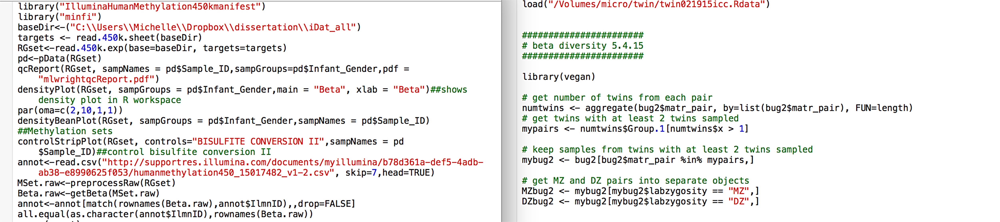 library("IlluminaHumanMethylation450kmanifest")
library("minfi")
baseDir<-("C:\\Users\\Michelle\\Dropbox\\dissertation\\iDat_all")
targets <- read.450k.sheet(baseDir)
RGset<-read.450k.exp(base=baseDir, targets=targets)
pd<-pData(RGset)
qcReport(RGset, sampNames = pd$Sample_ID,sampGroups=pd$Infant_Gender,pdf =
"mlwrightqcReport.pdf")
densityPlot(RGset, sampGroups = pd$Infant_Gender,main = "Beta", xlab = "Beta")##shows
density plot in R workspace
par(oma=c(2,10,1,1))
densityBeanPlot(RGset, sampGroups = pd$Infant_Gender,sampNames = pd$Sample_ID)
##Methylation sets
controlStripPlot(RGset, controls="BISULFITE CONVERSION II",sampNames = pd
$Sample_ID)##control bisulfite conversion II
annot<-read.csv("http://supportres.illumina.com/documents/myillumina/b78d361a-def5-4adb-
ab38-e8990625f053/humanmethylation450_15017482_v1-2.csv", skip=7,head=TRUE)
MSet.raw<-preprocessRaw(RGset)
Beta.raw<-getBeta(MSet.raw)
annot<-annot[match(rownames(Beta.raw),annot$IlmnID),,drop=FALSE]
all.equal(as.character(annot$IlmnID),rownames(Beta.raw))
load("/Volumes/micro/twin/twin021915icc.Rdata")
#######################
# beta diversity 5.4.15
#######################
library(vegan)
# get number of twins from each pair
numtwins <- aggregate(bug2$matr_pair, by=list(bug2$matr_pair), FUN=length)
# get twins with at least 2 twins sampled
mypairs <- numtwins$Group.1[numtwins$x > 1]
# keep samples from twins with at least 2 twins sampled
mybug2 <- bug2[bug2$matr_pair %in% mypairs,]
# get MZ and DZ pairs into separate objects
MZbug2 <- mybug2[mybug2$labzygosity == "MZ",]
DZbug2 <- mybug2[mybug2$labzygosity == "DZ",]